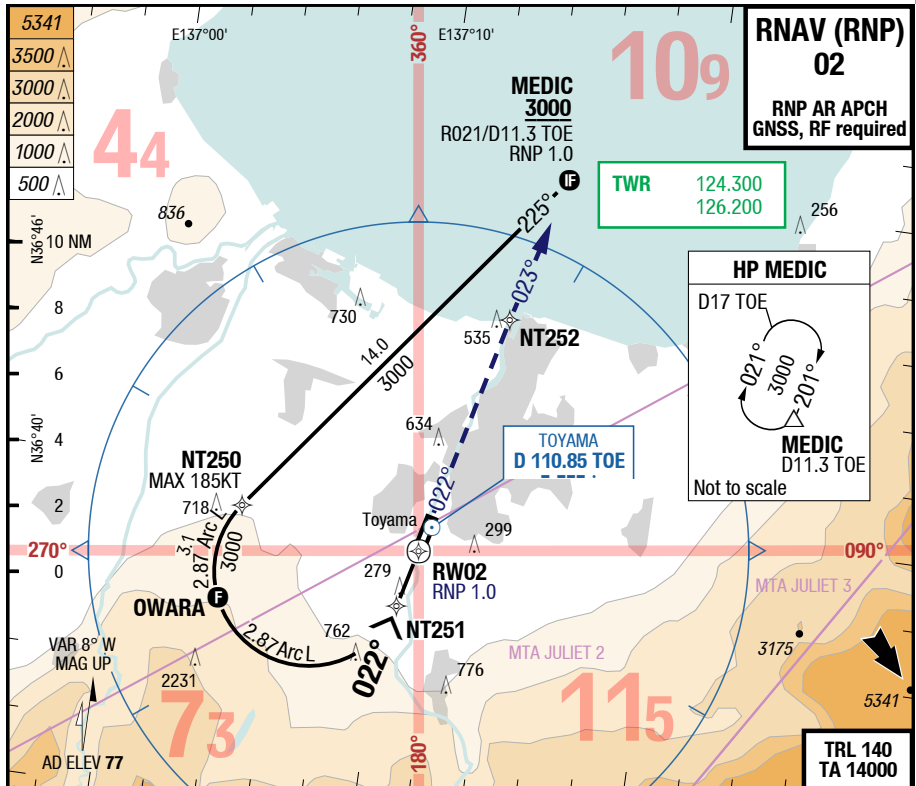 5341
3500
3000
2000
1000
500
E137°00'
E137°10'
360°
44
109
RNAV (RNP)
02
RNP AR APCH
GNSS, RF required
MEDIC
3000
R021/D11.3 TOE
RNP 1.0
IF
TWR 124.300
126.200
836
N36°46'
10 NM
225°
023°
256
HP MEDIC
D17 TOE
021°
3000
201°
MEDIC
D11.3 TOE
Not to scale
8
730
535
NT252
14.0
3000
6
634
N36°40'
4
TOYAMA
D 110.85 TOE
NT250
MAX 185KT
718
2
022°
Toyama
299
3.1
2.87 Arc L
3000
270°
090°
0
279
RW02
RNP 1.0
MTA JULIET 3
F
OWARA
NT251
2.87 Arc L
762
022°
MTA JULIET 2
3175
VAR 8° W
MAG UP
2231
776
73
115
5341
AD ELEV 77
180°
TRL 140
TA 14000